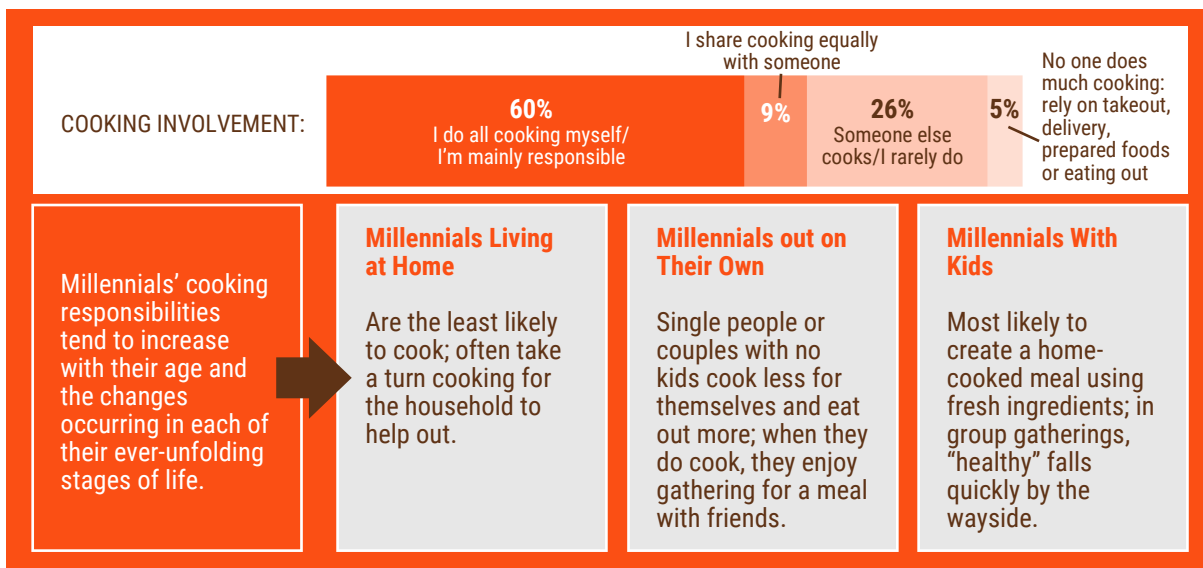 I share cooking equally
with someone
No one does
much cooking:
rely on takeout,
delivery,
prepared foods
or eating out
COOKING INVOLVEMENT:
60%
I do all cooking myself/
I'm mainly responsible
9%
26%
Someone else
cooks/I rarely do
5%
Millennials' cooking
responsibilities
tend to increase
with their age and
the changes
occurring in each of
their ever-unfolding
stages of life.
Millennials Living
at Home
Are the least likely
to cook; often take
a turn cooking for
the household to
help out.
Millennials out on
Their Own
Single people or
couples with no
kids cook less for
themselves and eat
out more; when they
do cook, they enjoy
gathering for a meal
with friends.
Millennials With
Kids
Most likely to
create a home-
cooked meal using
fresh ingredients; in
group gatherings,
“healthy” falls
quickly by the
wayside.